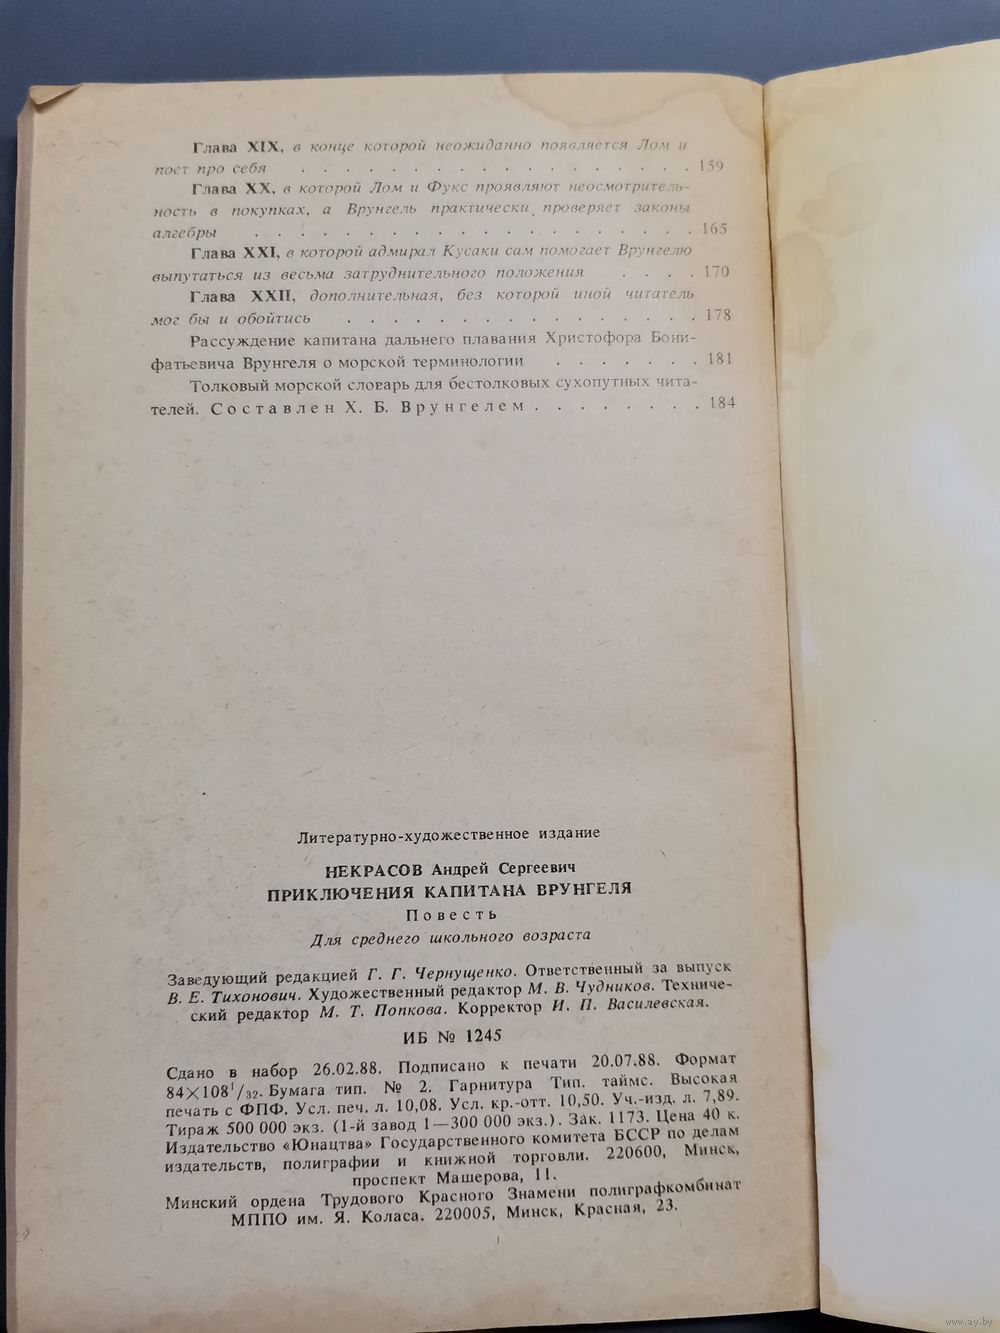 Глава XIX, в конце которой неожиданно появляется Лом и
поет про себя . . . . . . . . . . . . . . . . . 159
Глава XX, в которой Лом и Фукс проявляют неосмотритель-
ность в покупках, а Врунгель практически проверяет законы
алгебры . . . . . . . . . . . . . . . . . . . 165
Глава XXI, в которой адмирал Кусаки сам помогает Врунгелю
выпутаться из весьма затруднительного положения . . . . 170
Глава XXII, дополнительная, без которой иной читатель
мог бы и обойтись . . . . . . . . . . . . . . . 178
Рассуждение капитана дальнего плавания Христофора Бони-
фатьевича Врунгеля о морской терминологии . . . . . . . 181
Толковый морской словарь для бестолковых сухопутных чита-
телей. Составлен Х. Б. Врунгелем . . . . . . . . . 184
Литературно-художественное издание
НЕКРАСОВ Андрей Сергеевич
ПРИКЛЮЧЕНИЯ КАПИТАНА ВРУНГЕЛЯ
Повесть
Для среднего школьного возраста
Заведующий редакцией Г. Г. Чернущенко. Ответственный за выпуск
В. Е. Тихонович. Художественный редактор М. В. Чудников. Техниче-
ский редактор М. Т. Попкова. Корректор И. П. Василевская.
ИБ № 1245
Сдано в набор 26.02.88. Подписано к печати 20.07.88. Формат
84×108¹/₃₂. Бумага тип. № 2. Гарнитура Тип. таймс. Высокая
печать с ФПФ. Усл. печ. л. 10,08. Усл. кр.-отт. 10,50. Уч.-изд. л. 7,89.
Тираж 500 000 экз. (1-й завод 1—300 000 экз.). Зак. 1173. Цена 40 к.
Издательство «Юнацтва» Государственного комитета БССР по делам
издательств, полиграфии и книжной торговли. 220600, Минск,
проспект Машерова, 11.
Минский ордена Трудового Красного Знамени полиграфкомбинат
МППО им. Я. Коласа. 220005, Минск, Красная, 23.
www.ay.by